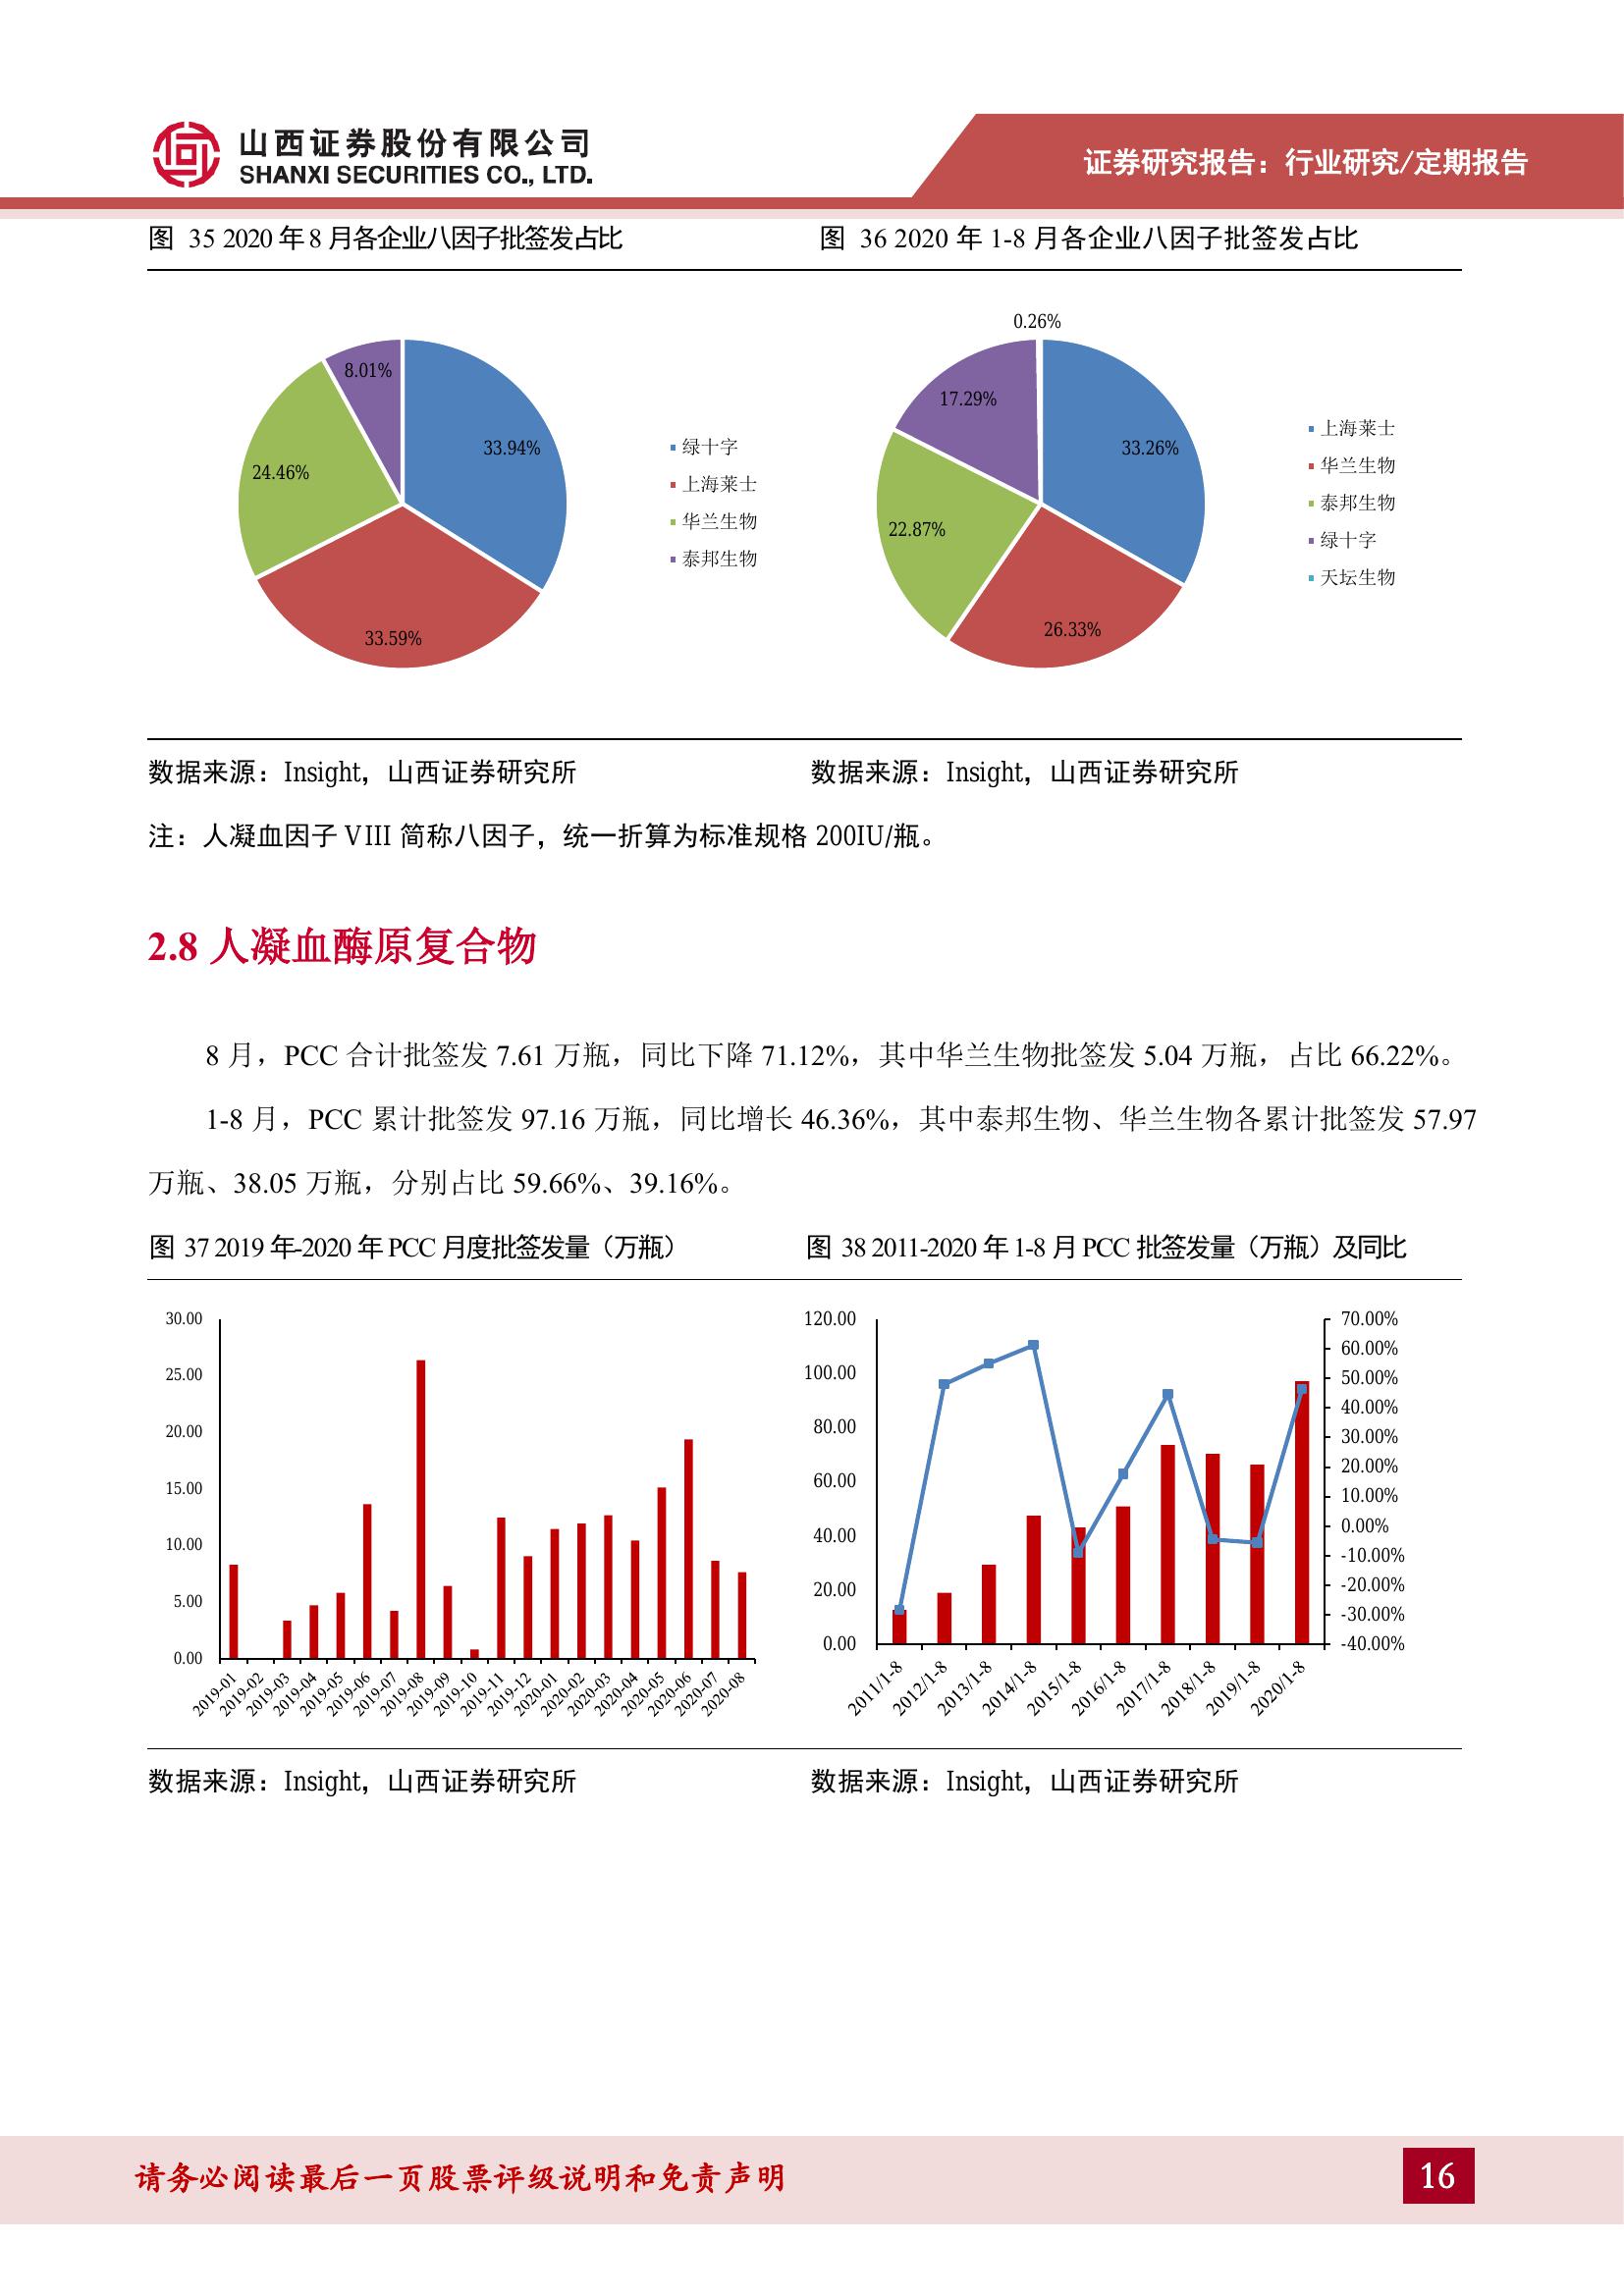 山西证券股份有限公司
SHANXI SECURITIES CO., LTD.
证券研究报告：行业研究/定期报告
图 35 2020 年 8 月各企业八因子批签发占比
图 36 2020 年 1-8 月各企业八因子批签发占比
8.01%
33.94%
24.46%
33.59%
绿十字
上海莱士
华兰生物
泰邦生物
0.26%
17.29%
33.26%
22.87%
26.33%
上海莱士
华兰生物
泰邦生物
绿十字
天坛生物
数据来源：Insight，山西证券研究所
数据来源：Insight，山西证券研究所
注：人凝血因子 VIII 简称八因子，统一折算为标准规格 200IU/瓶。
2.8 人凝血酶原复合物
8 月，PCC 合计批签发 7.61 万瓶，同比下降 71.12%，其中华兰生物批签发 5.04 万瓶，占比 66.22%。
1-8 月，PCC 累计批签发 97.16 万瓶，同比增长 46.36%，其中泰邦生物、华兰生物各累计批签发 57.97
万瓶、38.05 万瓶，分别占比 59.66%、39.16%。
图 37 2019 年-2020 年 PCC 月度批签发量（万瓶）
图 38 2011-2020 年 1-8 月 PCC 批签发量（万瓶）及同比
30.00
25.00
20.00
15.00
10.00
5.00
0.00
2019-01
2019-02
2019-03
2019-04
2019-05
2019-06
2019-07
2019-08
2019-09
2019-10
2019-11
2019-12
2020-01
2020-02
2020-03
2020-04
2020-05
2020-06
2020-07
2020-08
120.00
100.00
80.00
60.00
40.00
20.00
0.00
70.00%
60.00%
50.00%
40.00%
30.00%
20.00%
10.00%
0.00%
-10.00%
-20.00%
-30.00%
-40.00%
2011/1-8
2012/1-8
2013/1-8
2014/1-8
2015/1-8
2016/1-8
2017/1-8
2018/1-8
2019/1-8
2020/1-8
数据来源：Insight，山西证券研究所
数据来源：Insight，山西证券研究所
请务必阅读最后一页股票评级说明和免责声明
16